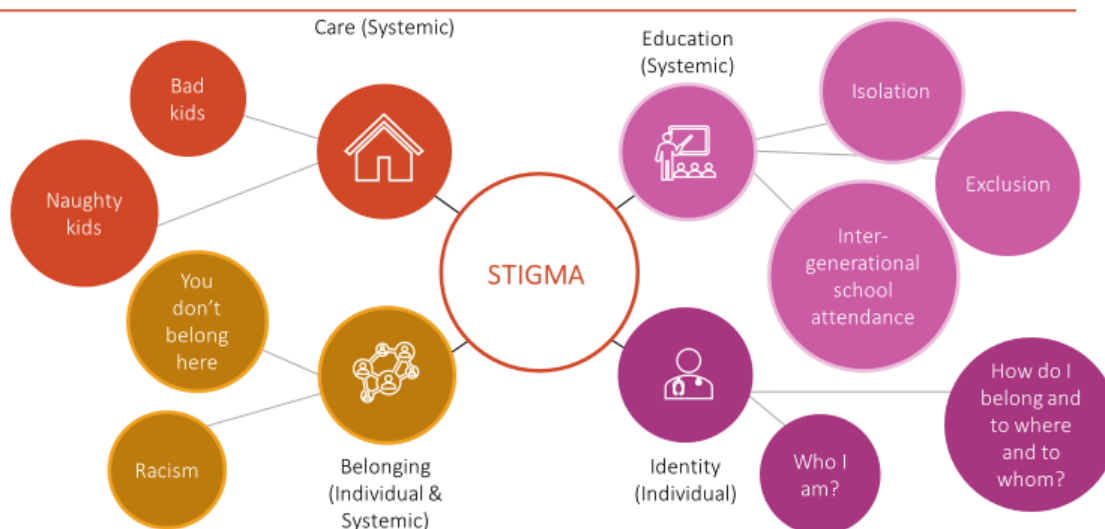 Care (Systemic)
Bad
kids
Naughty
kids
Education
(Systemic)
Isolation
Exclusion
Inter-
generational
school
attendance
STIGMA
You
don’t
belong
here
Racism
Belonging
(Individual &
Systemic)
Identity
(Individual)
Who I
am?
How do I
belong and
to where
and to
whom?